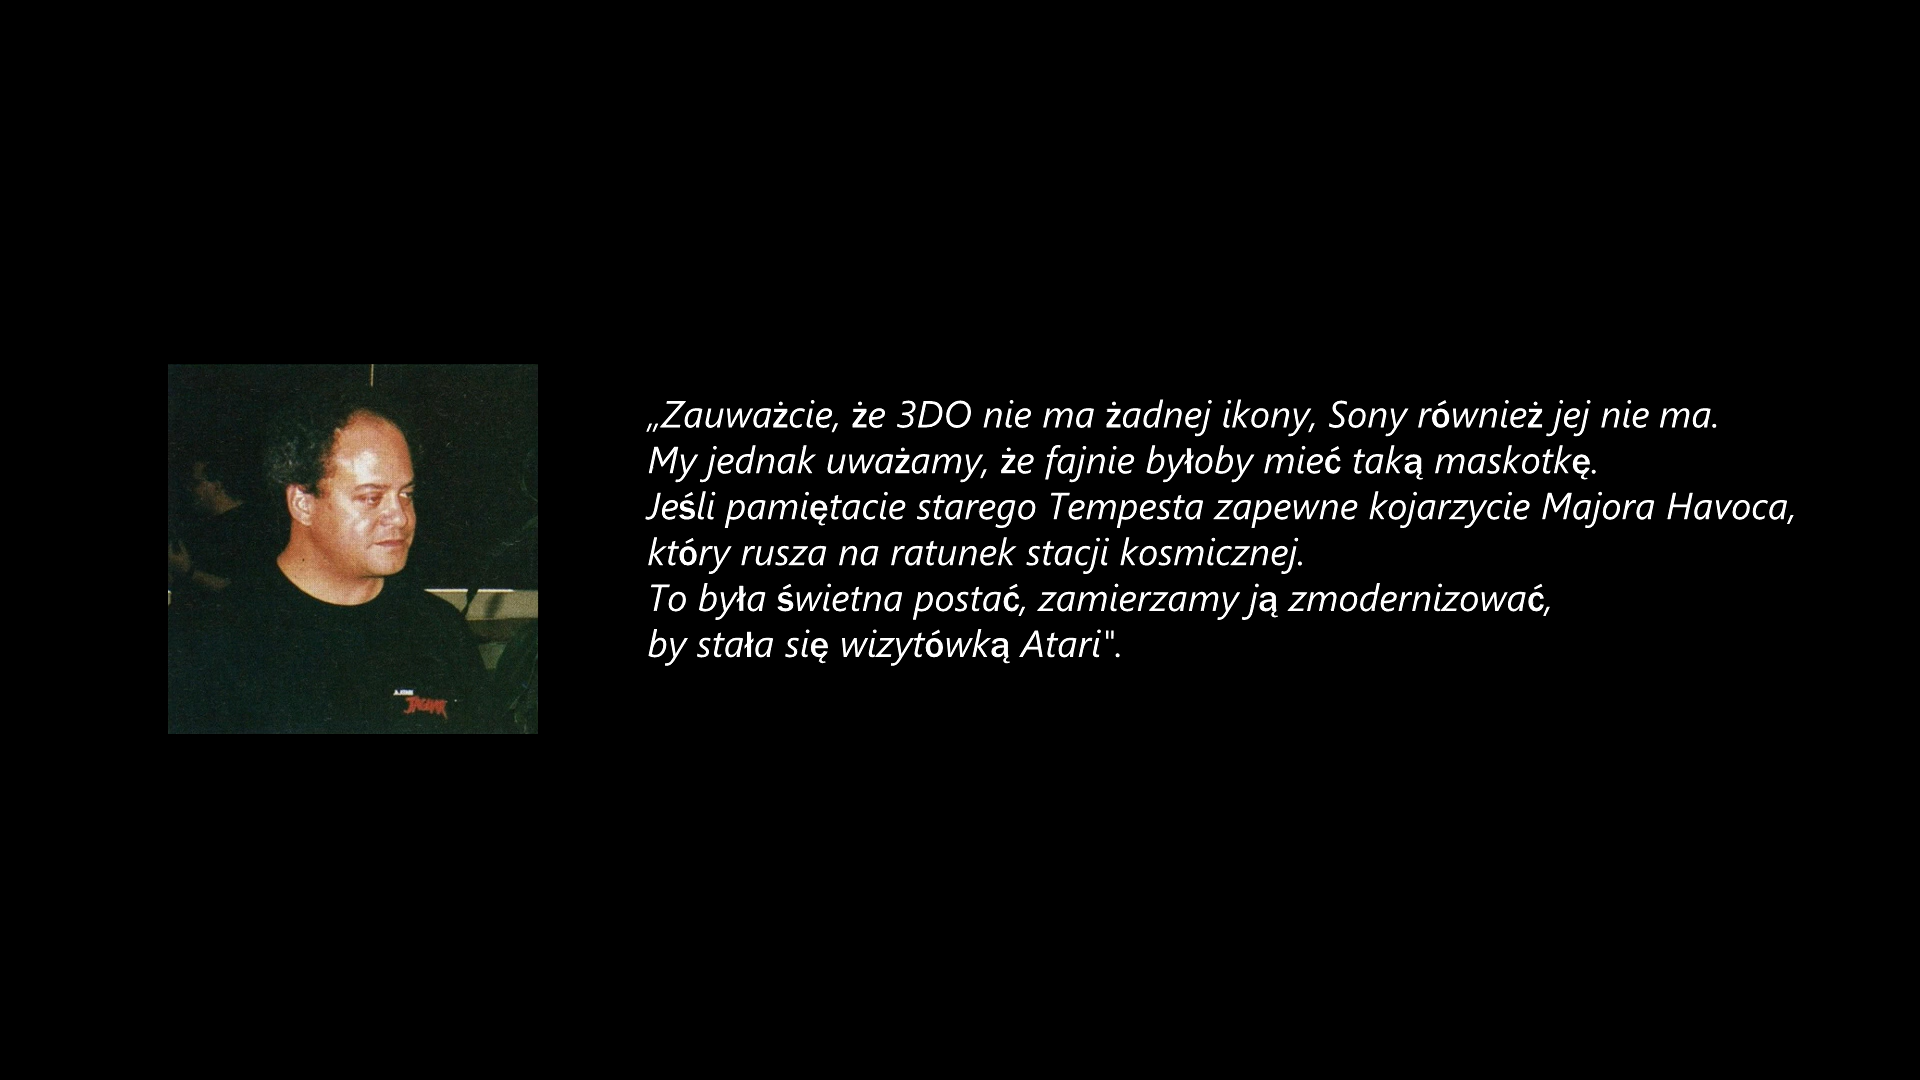 „Zauważcie, że 3DO nie ma żadnej ikony, Sony również jej nie ma.
My jednak uważamy, że fajnie byłoby mieć taką maskotkę.
Jeśli pamiętacie starego Tempesta zapewne kojarzycie Majora Havoca,
który rusza na ratunek stacji kosmicznej.
To była świetna postać, zamierzamy ją zmodernizować,
by stała się wizytówką Atari".
ATARI
JAGUAR